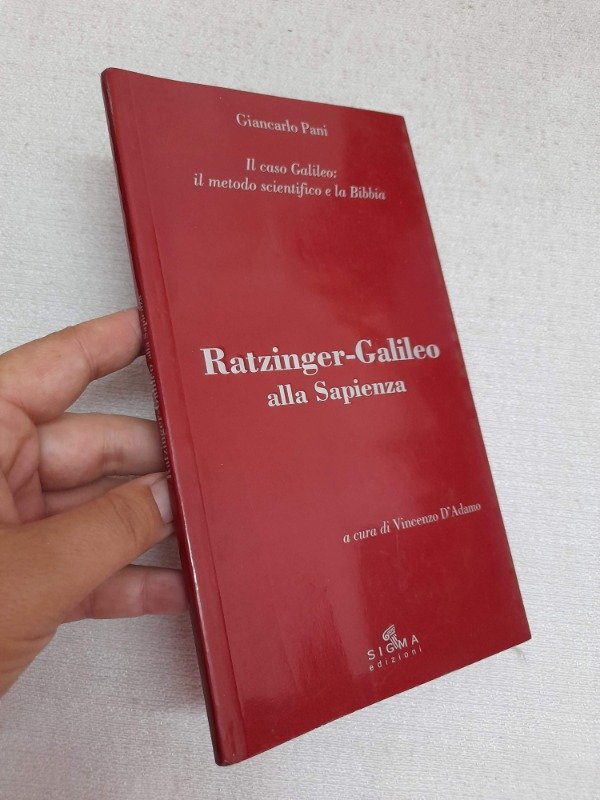 Giancarlo Pani
Il caso Galileo:
il metodo scientifico e la Bibbia
Ratzinger-Galileo
alla Sapienza
a cura di Vincenzo D'Adamo
SIGMA
edizioni